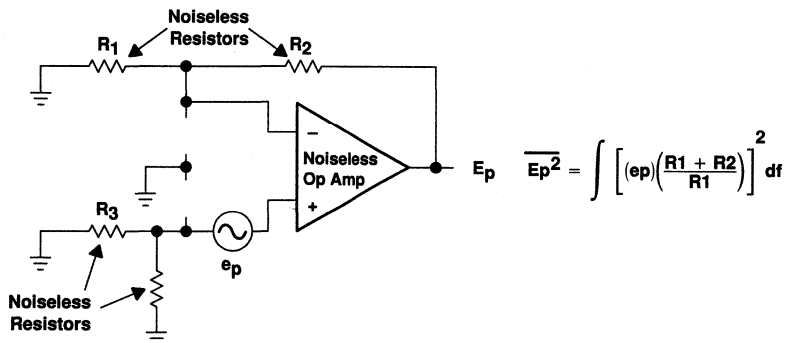 Noiseless
Resistors
R1
R2
−
Noiseless
Op Amp
+
Ep
Ep² = ∫ [(ep)(R1 + R2 / R1)]² df
R3
ep
Noiseless
Resistors